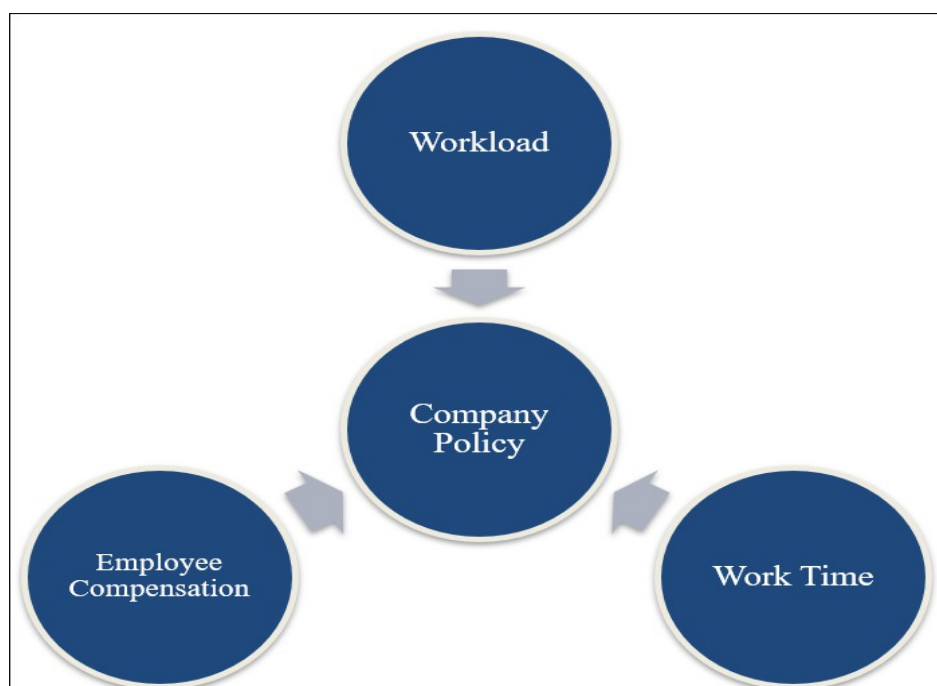 Workload
Company
Policy
Employee
Compensation
Work Time